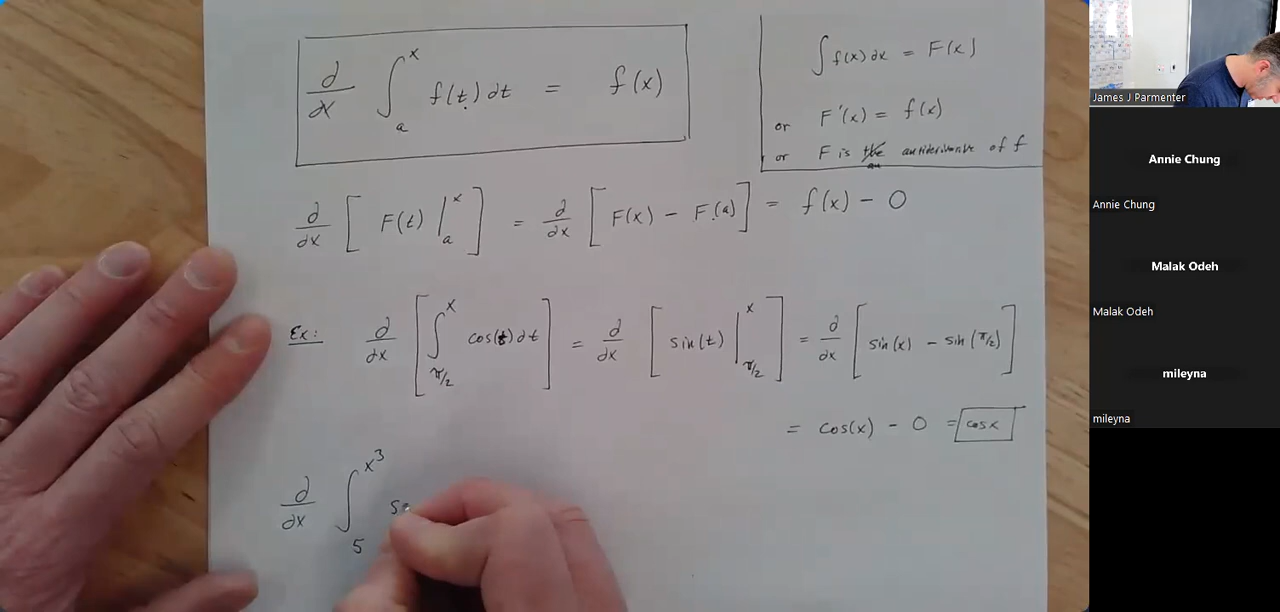 d/dx ∫_a^x f(t) dt = f(x)
∫ f(x) dx = F(x)
or F'(x) = f(x)
or F is the an antiderivative of f
d/dx [ F(t) |_a^x ] = d/dx [ F(x) - F(a) ] = f(x) - 0
Ex: d/dx [ ∫_{π/2}^x cos(t) dt ] = d/dx [ sin(t) |_{π/2}^x ] = d/dx [ sin(x) - sin(π/2) ]
= cos(x) - 0 = cos x
d/dx ∫_5^{x^3}
James J Parmenter
Annie Chung
Annie Chung
Malak Odeh
Malak Odeh
mileyna
mileyna